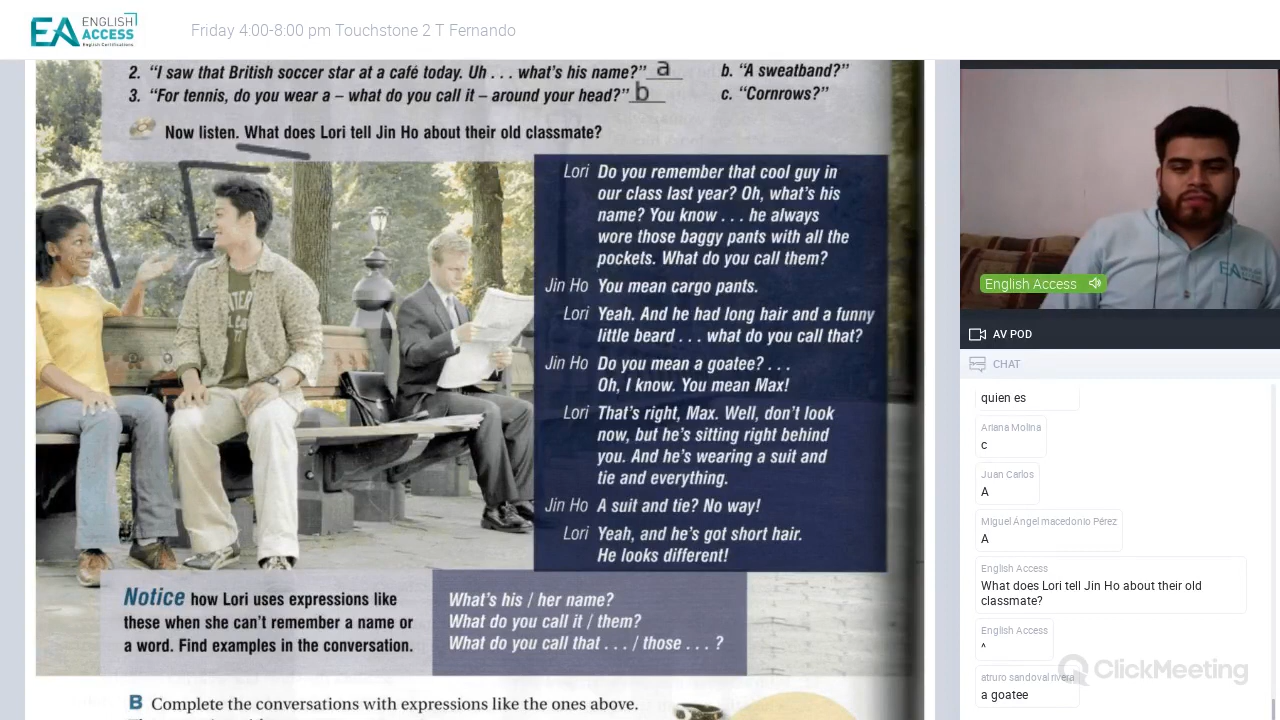 EA ENGLISH
ACCESS
English Certifications
Friday 4:00-8:00 pm Touchstone 2 T Fernando
2. “I saw that British soccer star at a café today. Uh . . . what’s his name?” a
b. “A sweatband?”
3. “For tennis, do you wear a – what do you call it – around your head?” b
c. “Cornrows?”
Now listen. What does Lori tell Jin Ho about their old classmate?
Lori Do you remember that cool guy in
our class last year? Oh, what’s his
name? You know . . . he always
wore those baggy pants with all the
pockets. What do you call them?
Jin Ho You mean cargo pants.
Lori Yeah. And he had long hair and a funny
little beard . . . what do you call that?
Jin Ho Do you mean a goatee? . . .
Oh, I know. You mean Max!
Lori That’s right, Max. Well, don’t look
now, but he’s sitting right behind
you. And he’s wearing a suit and
tie and everything.
Jin Ho A suit and tie? No way!
Lori Yeah, and he’s got short hair.
He looks different!
Notice how Lori uses expressions like
these when she can’t remember a name or
a word. Find examples in the conversation.
What’s his / her name?
What do you call it / them?
What do you call that . . . / those . . . ?
B Complete the conversations with expressions like the ones above.
English Access
EA
AV POD
CHAT
quien es
Ariana Molina
c
Juan Carlos
A
Miguel Ángel macedonio Pérez
A
English Access
What does Lori tell Jin Ho about their old
classmate?
English Access
^
atruro sandoval rivera
a goatee
ClickMeeting